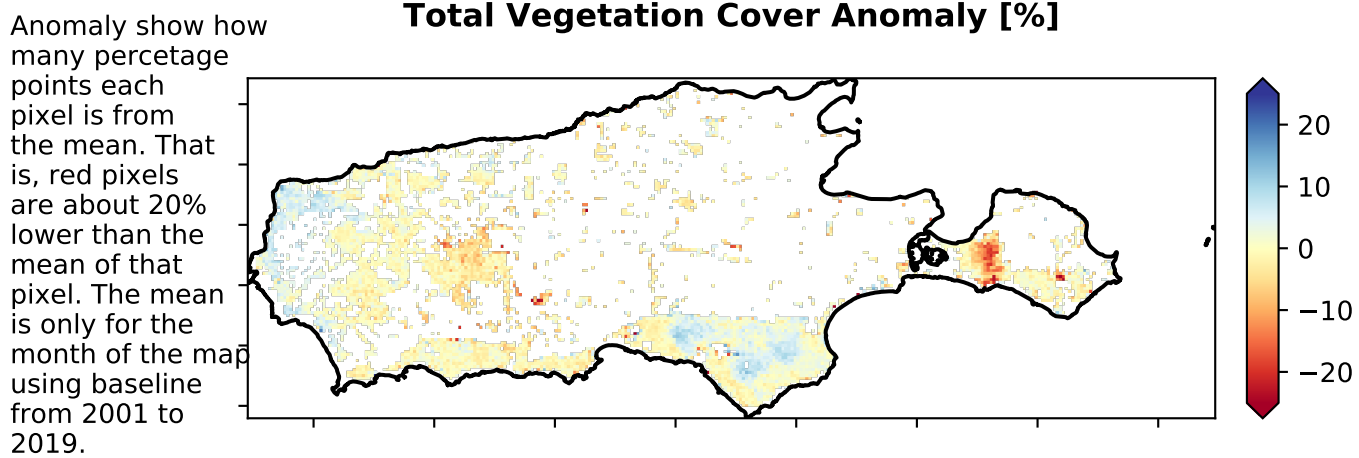 Total Vegetation Cover Anomaly [%]
Anomaly show how
many percetage
points each
pixel is from
the mean. That
is, red pixels
are about 20%
lower than the
mean of that
pixel. The mean
is only for the
month of the map
using baseline
from 2001 to
2019.
20
10
0
−10
−20